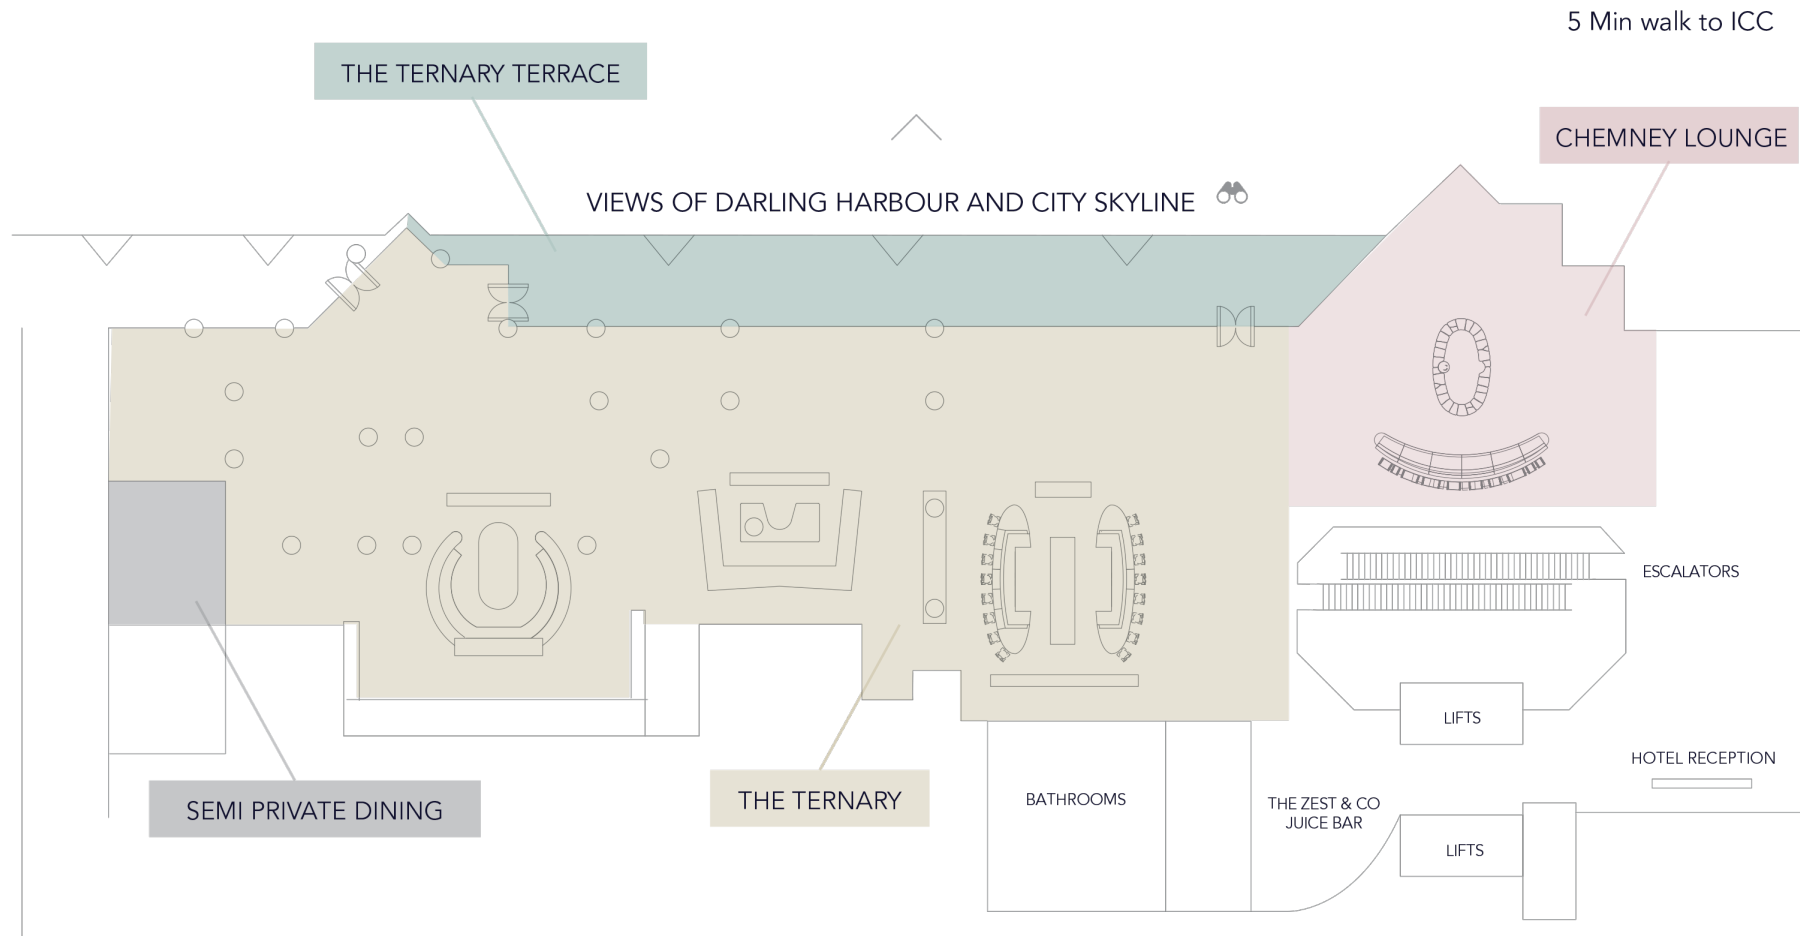 5 Min walk to ICC
THE TERNARY TERRACE
CHEMNEY LOUNGE
VIEWS OF DARLING HARBOUR AND CITY SKYLINE
ESCALATORS
LIFTS
HOTEL RECEPTION
SEMI PRIVATE DINING
THE TERNARY
BATHROOMS
THE ZEST & CO
JUICE BAR
LIFTS